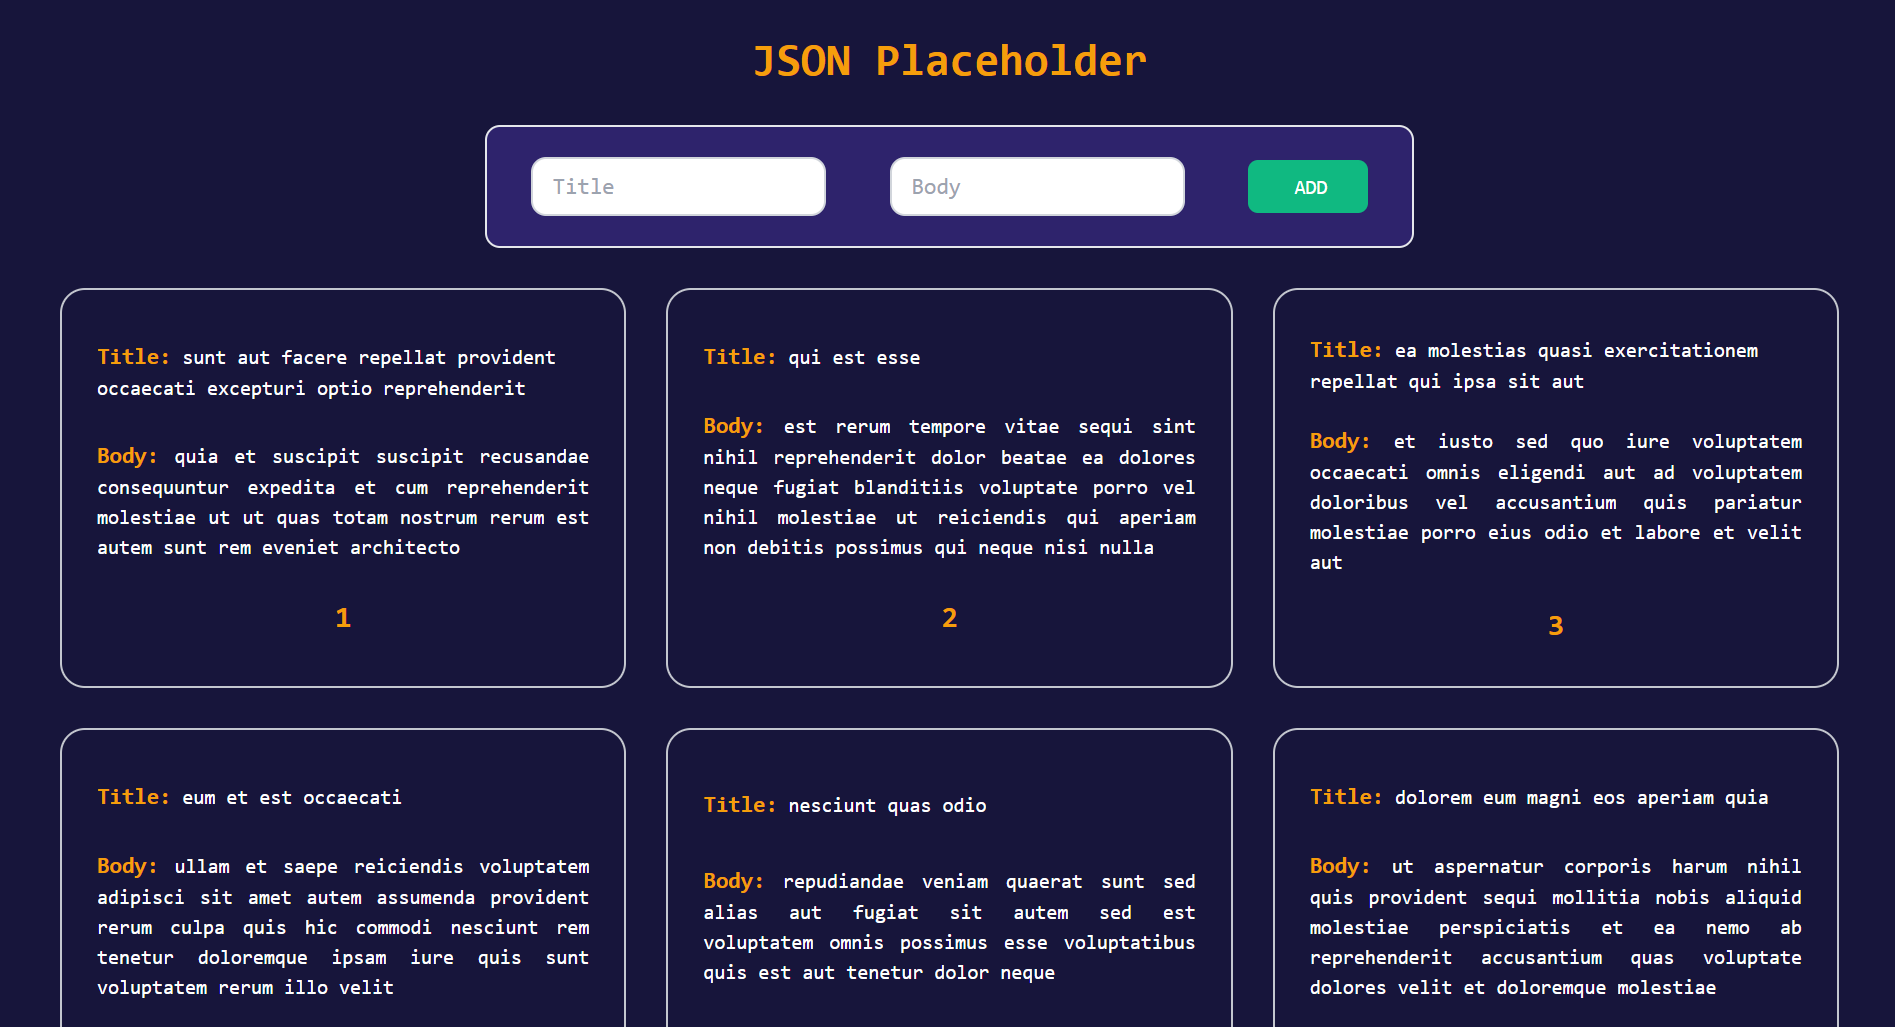 JSON Placeholder
Title
Body
ADD
Title: sunt aut facere repellat provident
occaecati excepturi optio reprehenderit
Body: quia et suscipit suscipit recusandae
consequuntur expedita et cum reprehenderit
molestiae ut ut quas totam nostrum rerum est
autem sunt rem eveniet architecto
1
Title: qui est esse
Body: est rerum tempore vitae sequi sint
nihil reprehenderit dolor beatae ea dolores
neque fugiat blanditiis voluptate porro vel
nihil molestiae ut reiciendis qui aperiam
non debitis possimus qui neque nisi nulla
2
Title: ea molestias quasi exercitationem
repellat qui ipsa sit aut
Body: et iusto sed quo iure voluptatem
occaecati omnis eligendi aut ad voluptatem
doloribus vel accusantium quis pariatur
molestiae porro eius odio et labore et velit
aut
3
Title: eum et est occaecati
Body: ullam et saepe reiciendis voluptatem
adipisci sit amet autem assumenda provident
rerum culpa quis hic commodi nesciunt rem
tenetur doloremque ipsam iure quis sunt
voluptatem rerum illo velit
Title: nesciunt quas odio
Body: repudiandae veniam quaerat sunt sed
alias aut fugiat sit autem sed est
voluptatem omnis possimus esse voluptatibus
quis est aut tenetur dolor neque
Title: dolorem eum magni eos aperiam quia
Body: ut aspernatur corporis harum nihil
quis provident sequi mollitia nobis aliquid
molestiae perspiciatis et ea nemo ab
reprehenderit accusantium quas voluptate
dolores velit et doloremque molestiae